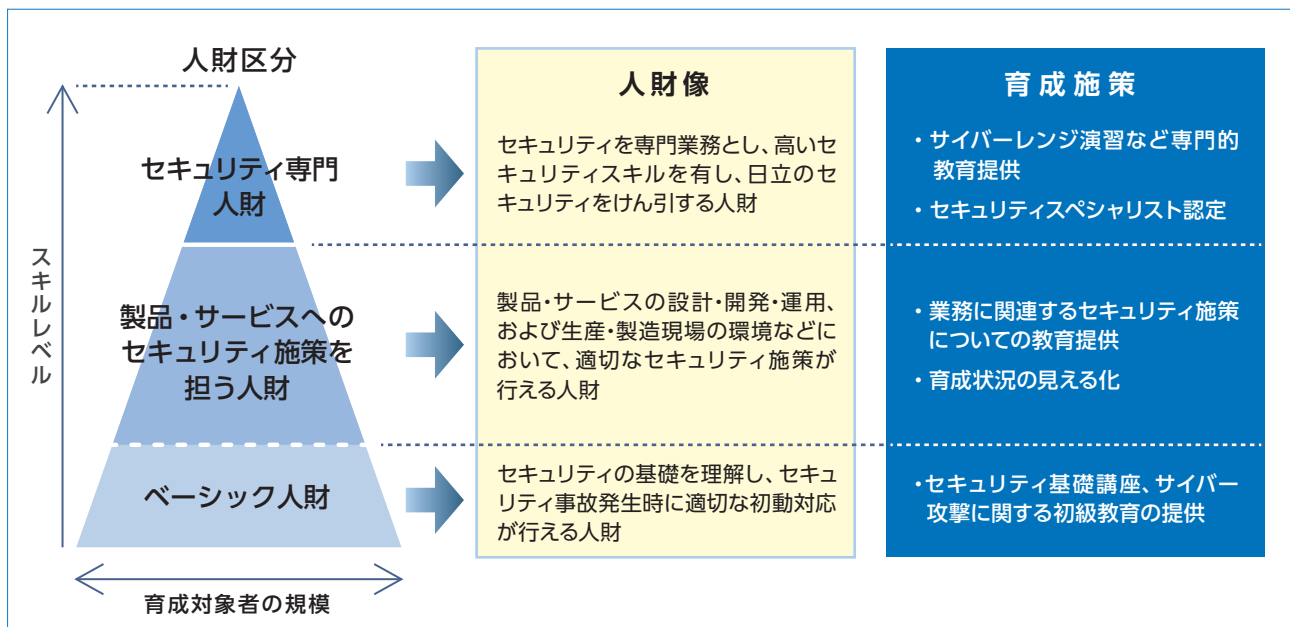 人財区分
セキュリティ専門
人財
製品・サービスへの
セキュリティ施策を
担う人財
ベーシック人財
スキルレベル
育成対象者の規模
人財像
セキュリティを専門業務とし、高いセ
キュリティスキルを有し、日立のセ
キュリティをけん引する人財
製品・サービスの設計・開発・運用、
および生産・製造現場の環境などに
おいて、適切なセキュリティ施策が
行える人財
セキュリティの基礎を理解し、セキュ
リティ事故発生時に適切な初動対応
が行える人財
育成施策
・サイバーレンジ演習など専門的
教育提供
・セキュリティスペシャリスト認定
・業務に関連するセキュリティ施策
についての教育提供
・育成状況の見える化
・セキュリティ基礎講座、サイバー
攻撃に関する初級教育の提供